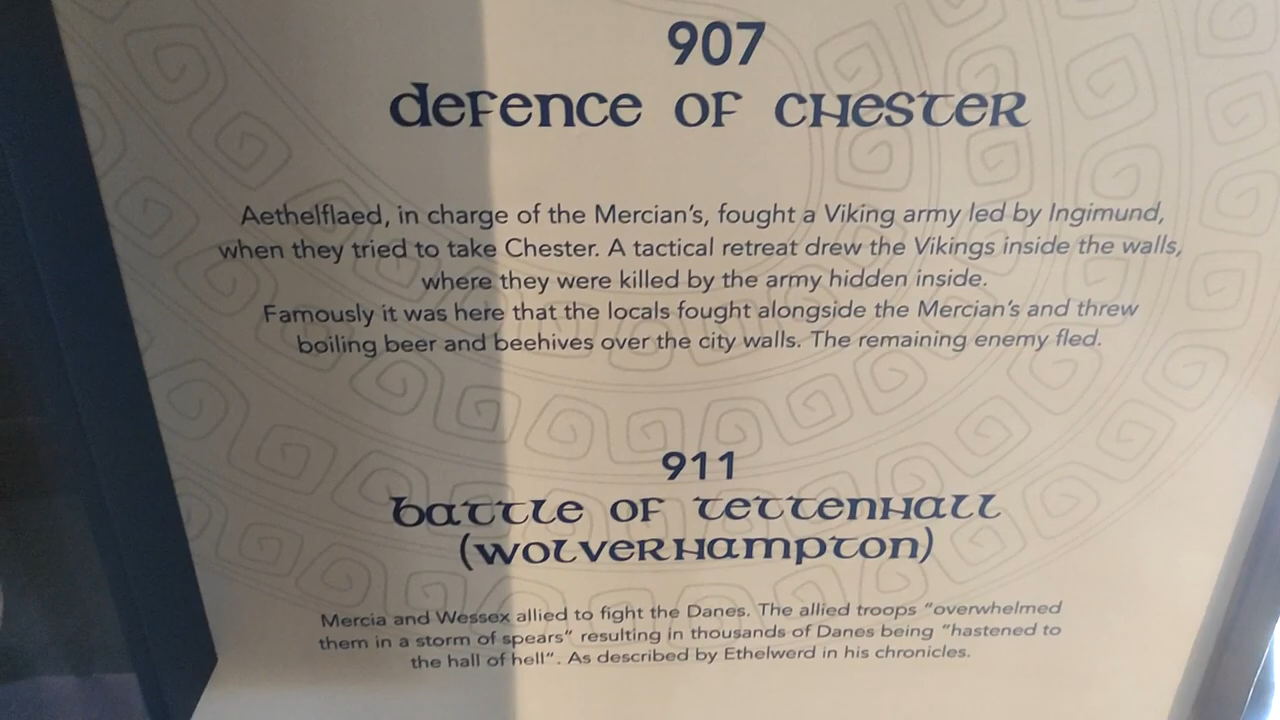 907
defence of Chester
Aethelflaed, in charge of the Mercian's, fought a Viking army led by Ingimund,
when they tried to take Chester. A tactical retreat drew the Vikings inside the walls,
where they were killed by the army hidden inside.
Famously it was here that the locals fought alongside the Mercian's and threw
boiling beer and beehives over the city walls. The remaining enemy fled.
911
battle of tettenhall
(wolverhampton)
Mercia and Wessex allied to fight the Danes. The allied troops "overwhelmed
them in a storm of spears" resulting in thousands of Danes being "hastened to
the hall of hell". As described by Ethelwerd in his chronicles.